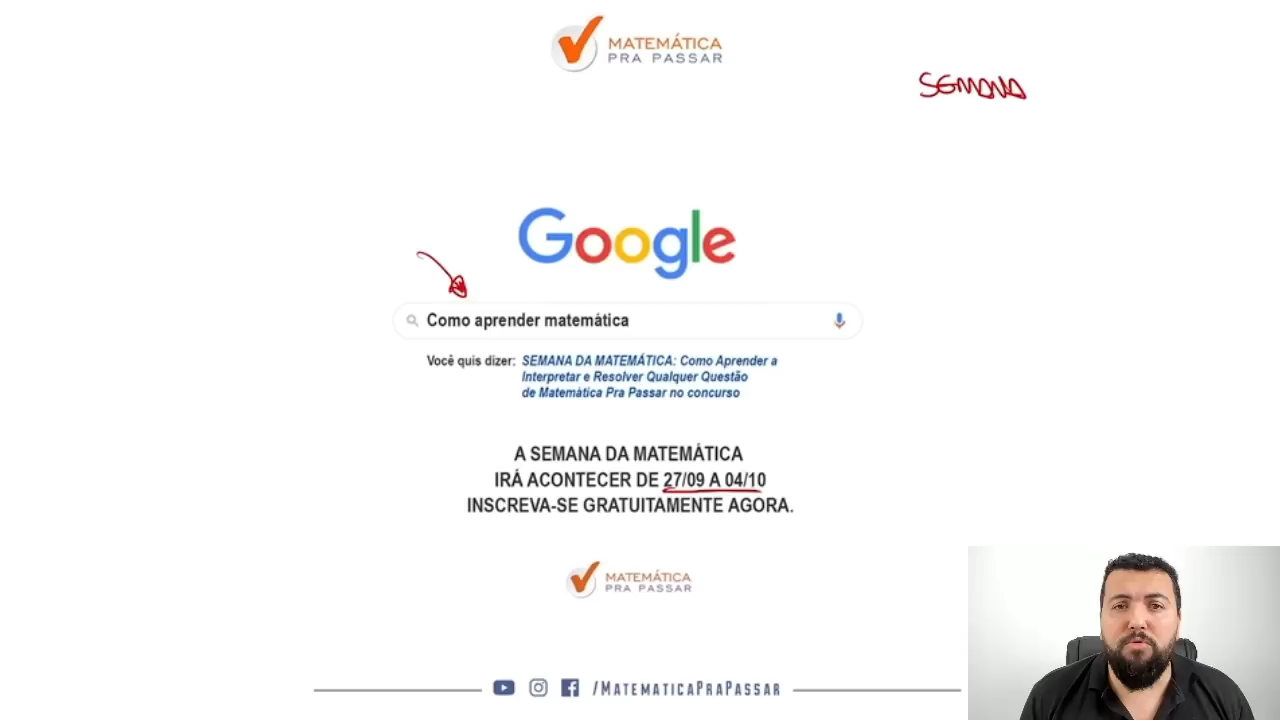 MATEMÁTICA
PRA PASSAR
SEMANA
Google
Como aprender matemática
Você quis dizer: SEMANA DA MATEMÁTICA: Como Aprender a
Interpretar e Resolver Qualquer Questão
de Matemática Pra Passar no concurso
A SEMANA DA MATEMÁTICA
IRÁ ACONTECER DE 27/09 A 04/10
INSCREVA-SE GRATUITAMENTE AGORA.
MATEMÁTICA
PRA PASSAR
/MATEMATICAPRAPASSAR